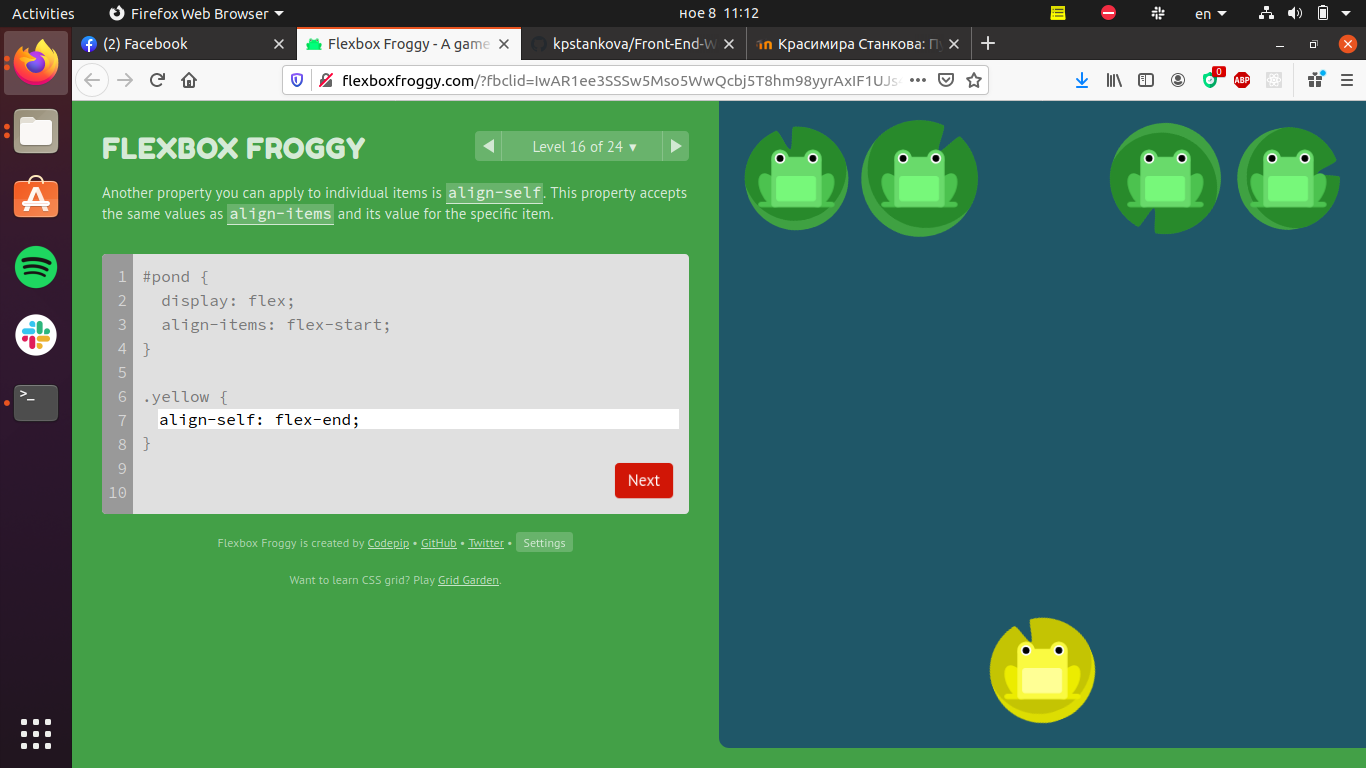 Activities
Firefox Web Browser
ное 8 11:12
en
(2) Facebook
Flexbox Froggy - A game
kpstankova/Front-End-W
Красимира Станкова: П
flexboxfroggy.com/?fbclid=IwAR1ee3SSSw5Mso5WwQcbj5T8hm98yyrAxIF1UJs
0
ABP
FLEXBOX FROGGY
Level 16 of 24 ▼
Another property you can apply to individual items is align-self. This property accepts
the same values as align-items and its value for the specific item.
1 #pond {
2 display: flex;
3 align-items: flex-start;
4 }
5
6 .yellow {
7 align-self: flex-end;
8 }
9
10
Next
Flexbox Froggy is created by Codepip • GitHub • Twitter • Settings
Want to learn CSS grid? Play Grid Garden.
>_